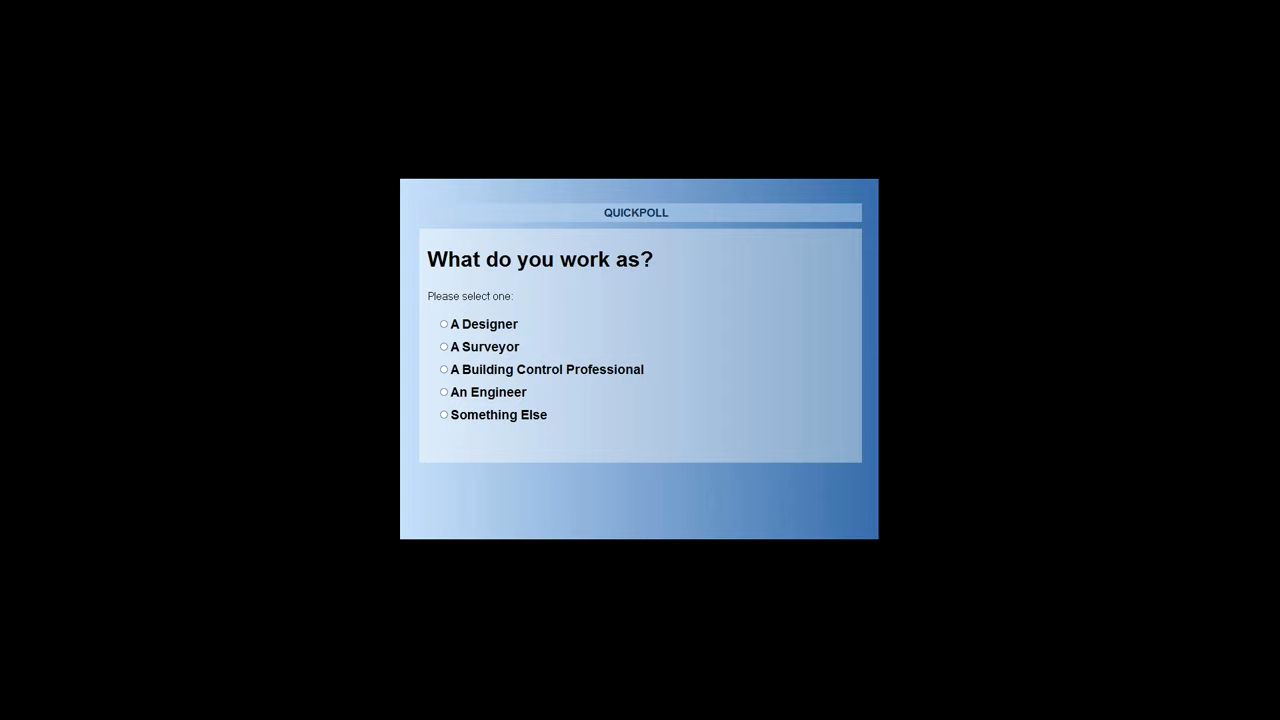 QUICKPOLL
What do you work as?
Please select one:
A Designer
A Surveyor
A Building Control Professional
An Engineer
Something Else